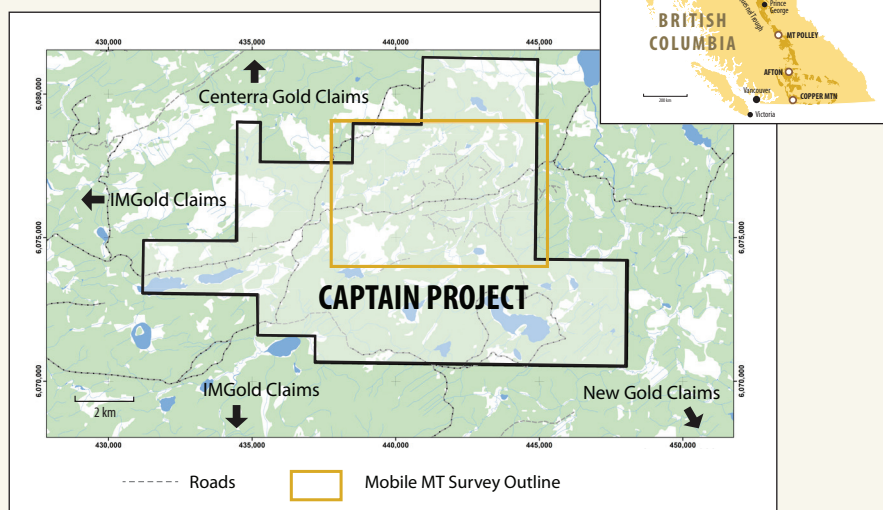 Prince
George
BRITISH
COLUMBIA
MT POLLEY
AFTON
Vancouver
COPPER MTN
Victoria
430,000
435,000
440,000
445,000
6,080,000
Centerra Gold Claims
IMGold Claims
6,075,000
6,075,000
CAPTAIN PROJECT
6,070,000
6,070,000
IMGold Claims
New Gold Claims
2 km
430,000
435,000
440,000
445,000
450,000
Roads
Mobile MT Survey Outline